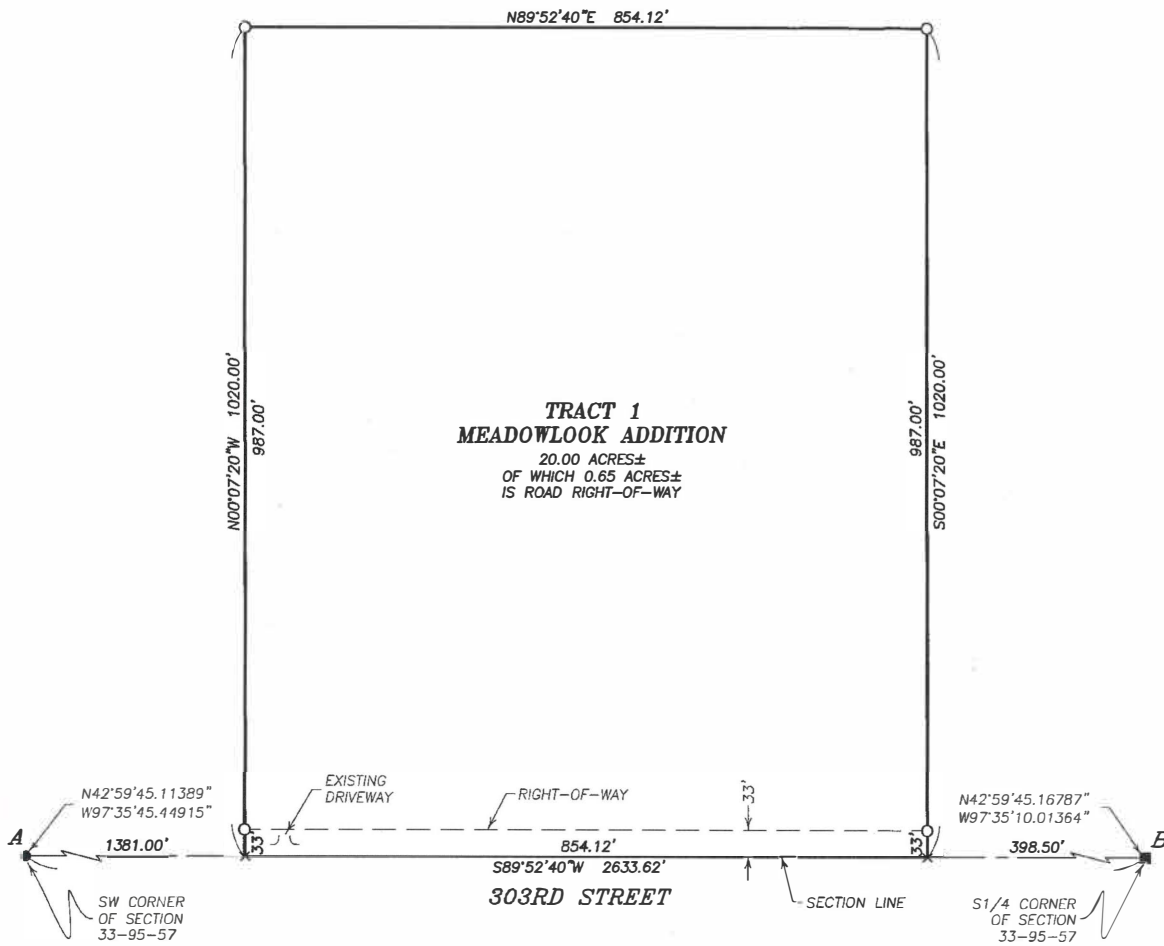 N89°52'40"E 854.12'
N00°07'20"W 1020.00'
987.00'
TRACT 1
MEADOWLOOK ADDITION
20.00 ACRES±
OF WHICH 0.65 ACRES±
IS ROAD RIGHT-OF-WAY
987.00'
S00°07'20"E 1020.00'
N42°59'45.11389"
W97°35'45.44915"
EXISTING
DRIVEWAY
RIGHT-OF-WAY
33'
N42°59'45.16787"
W97°35'10.01364"
A
1381.00'
33'
854.12'
33'
398.50'
B
S89°52'40"W 2633.62'
303RD STREET
SECTION LINE
SW CORNER
OF SECTION
33-95-57
S1/4 CORNER
OF SECTION
33-95-57